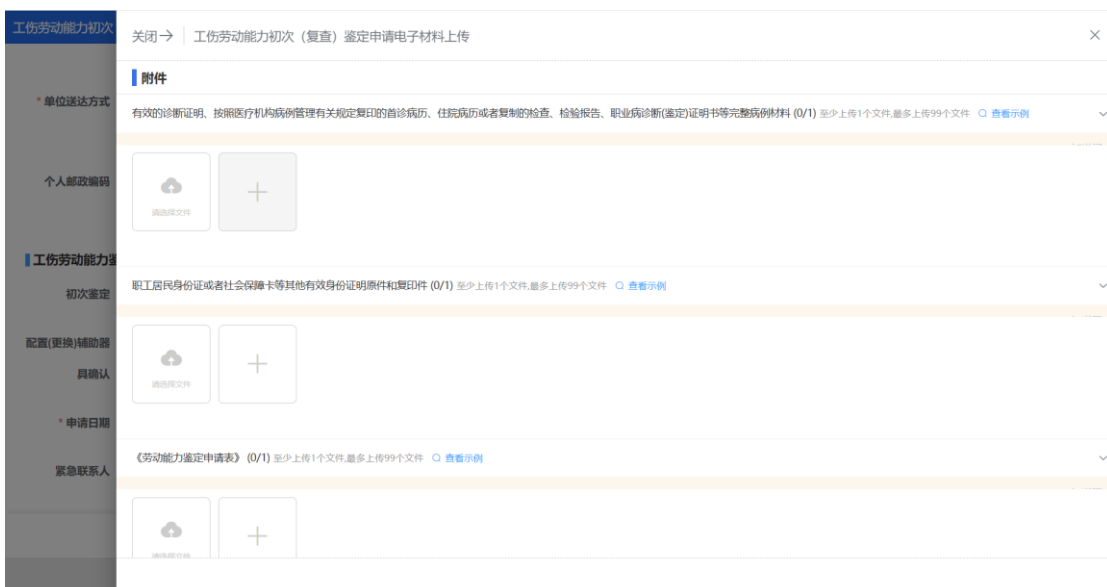 工伤劳动能力初次
关闭→ 工伤劳动能力初次（复查）鉴定申请电子材料上传
附件
* 单位送达方式
有效的诊断证明、按照医疗机构病例管理有关规定复印的首诊病历、住院病历或者复制的检查、检验报告、职业病诊断(鉴定)证明书等完整病例材料 (0/1) 至少上传1个文件,最多上传99个文件 查看示例
个人邮政编码
请选择文件
工伤劳动能力鉴
职工居民身份证或者社会保障卡等其他有效身份证明原件和复印件 (0/1) 至少上传1个文件,最多上传99个文件 查看示例
初次鉴定
配置(更换)辅助器
具确认
请选择文件
* 申请日期
《劳动能力鉴定申请表》 (0/1) 至少上传1个文件,最多上传99个文件 查看示例
紧急联系人
请选择文件